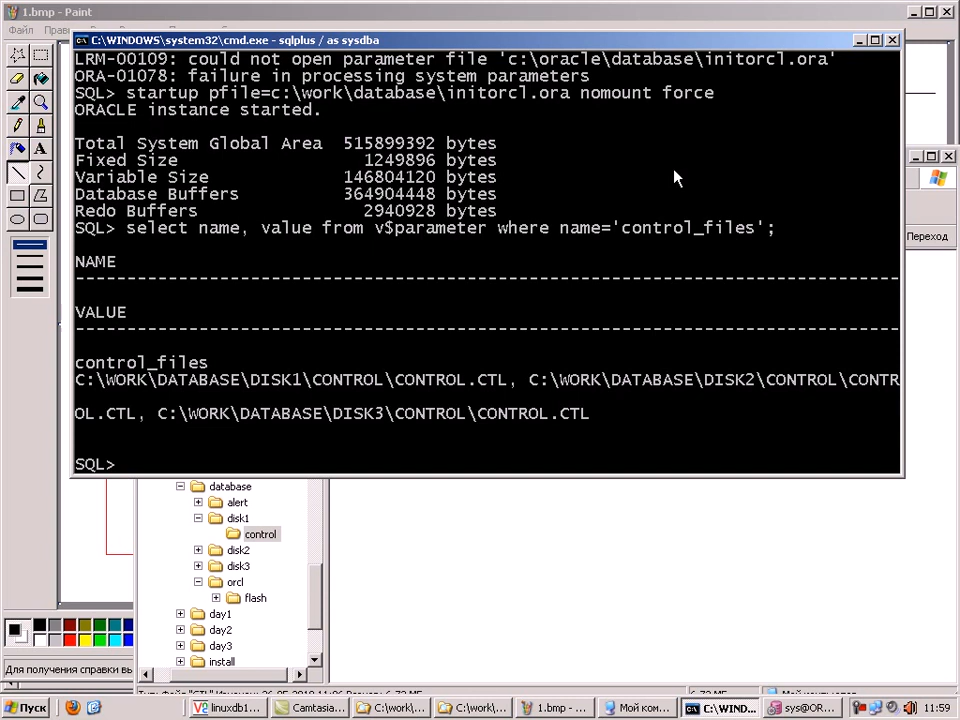 1.bmp - Paint
Файл
C:\WINDOWS\system32\cmd.exe - sqlplus / as sysdba
LRM-00109: could not open parameter file 'c:\oracle\database\initorcl.ora'
ORA-01078: failure in processing system parameters
SQL> startup pfile=c:\work\database\initorcl.ora nomount force
ORACLE instance started.
Total System Global Area  515899392 bytes
Fixed Size                  1249896 bytes
Variable Size             146804120 bytes
Database Buffers          364904448 bytes
Redo Buffers                2940928 bytes
SQL> select name, value from v$parameter where name='control_files';
NAME
--------------------------------------------------------------------------------
VALUE
--------------------------------------------------------------------------------
control_files
C:\WORK\DATABASE\DISK1\CONTROL\CONTROL.CTL, C:\WORK\DATABASE\DISK2\CONTROL\CONTR
OL.CTL, C:\WORK\DATABASE\DISK3\CONTROL\CONTROL.CTL
SQL>
Переход
database
alert
disk1
control
disk2
disk3
orcl
flash
day1
day2
day3
install
Для получения справки вы
Пуск
linuxdb1...
Camtasia...
C:\work\...
C:\work\...
1.bmp - ...
Мой ком...
C:\WIND...
sys@OR...
11:59